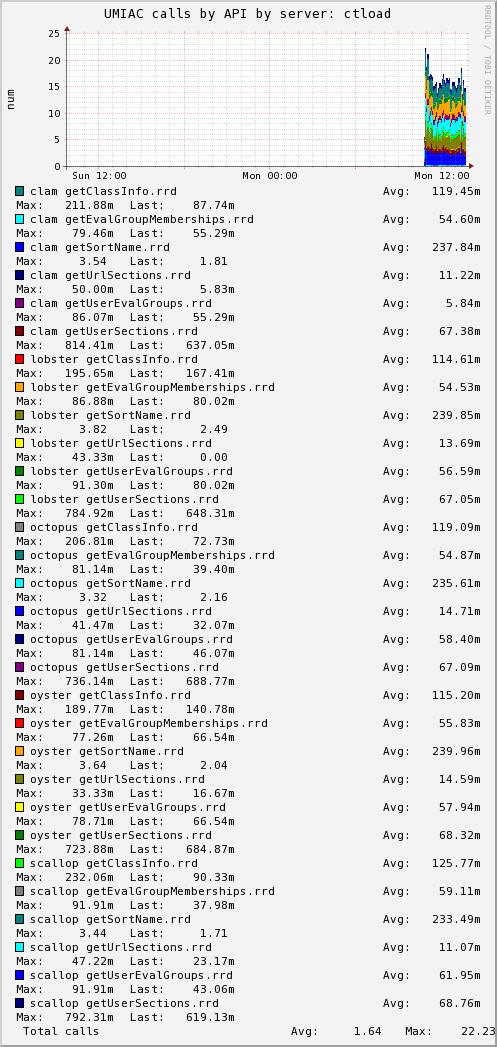 UMIAC calls by API by server: ctload
RRDTOOL / TOBI OETIKER
num
25
20
15
10
5
0
Sun 12:00 Mon 00:00 Mon 12:00
clam getClassInfo.rrd Avg: 119.45m
Max: 211.88m Last: 87.74m
clam getEvalGroupMemberships.rrd Avg: 54.60m
Max: 79.46m Last: 55.29m
clam getSortName.rrd Avg: 237.84m
Max: 3.54 Last: 1.81
clam getUrlSections.rrd Avg: 11.22m
Max: 50.00m Last: 5.83m
clam getUserEvalGroups.rrd Avg: 5.84m
Max: 86.07m Last: 55.29m
clam getUserSections.rrd Avg: 67.38m
Max: 814.41m Last: 637.05m
lobster getClassInfo.rrd Avg: 114.61m
Max: 195.65m Last: 167.41m
lobster getEvalGroupMemberships.rrd Avg: 54.53m
Max: 86.88m Last: 80.02m
lobster getSortName.rrd Avg: 239.85m
Max: 3.82 Last: 2.49
lobster getUrlSections.rrd Avg: 13.69m
Max: 43.33m Last: 0.00
lobster getUserEvalGroups.rrd Avg: 56.59m
Max: 91.30m Last: 80.02m
lobster getUserSections.rrd Avg: 67.05m
Max: 784.92m Last: 648.31m
octopus getClassInfo.rrd Avg: 119.09m
Max: 206.81m Last: 72.73m
octopus getEvalGroupMemberships.rrd Avg: 54.87m
Max: 81.14m Last: 39.40m
octopus getSortName.rrd Avg: 235.61m
Max: 3.32 Last: 2.16
octopus getUrlSections.rrd Avg: 14.71m
Max: 41.47m Last: 32.07m
octopus getUserEvalGroups.rrd Avg: 58.40m
Max: 81.14m Last: 46.07m
octopus getUserSections.rrd Avg: 67.09m
Max: 736.14m Last: 688.77m
oyster getClassInfo.rrd Avg: 115.20m
Max: 189.77m Last: 140.78m
oyster getEvalGroupMemberships.rrd Avg: 55.83m
Max: 77.26m Last: 66.54m
oyster getSortName.rrd Avg: 239.96m
Max: 3.64 Last: 2.04
oyster getUrlSections.rrd Avg: 14.59m
Max: 33.33m Last: 16.67m
oyster getUserEvalGroups.rrd Avg: 57.94m
Max: 78.71m Last: 66.54m
oyster getUserSections.rrd Avg: 68.32m
Max: 723.88m Last: 684.87m
scallop getClassInfo.rrd Avg: 125.77m
Max: 232.06m Last: 90.33m
scallop getEvalGroupMemberships.rrd Avg: 59.11m
Max: 91.91m Last: 37.98m
scallop getSortName.rrd Avg: 233.49m
Max: 3.44 Last: 1.71
scallop getUrlSections.rrd Avg: 11.07m
Max: 47.22m Last: 23.17m
scallop getUserEvalGroups.rrd Avg: 61.95m
Max: 91.91m Last: 43.06m
scallop getUserSections.rrd Avg: 68.76m
Max: 792.31m Last: 619.13m
Total calls Avg: 1.64 Max: 22.23